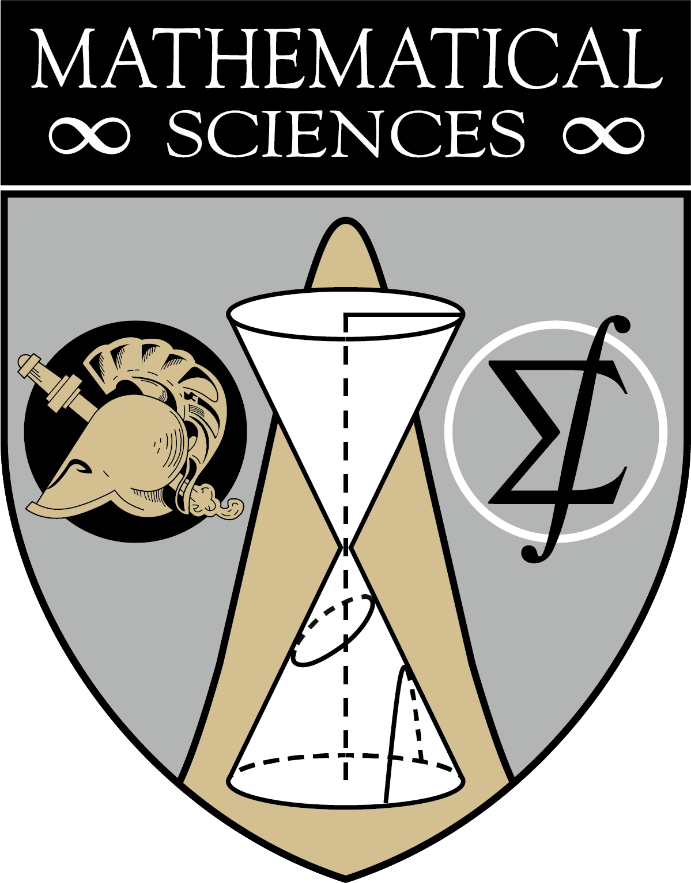 MATHEMATICAL
∞ SCIENCES ∞
Σ ∫